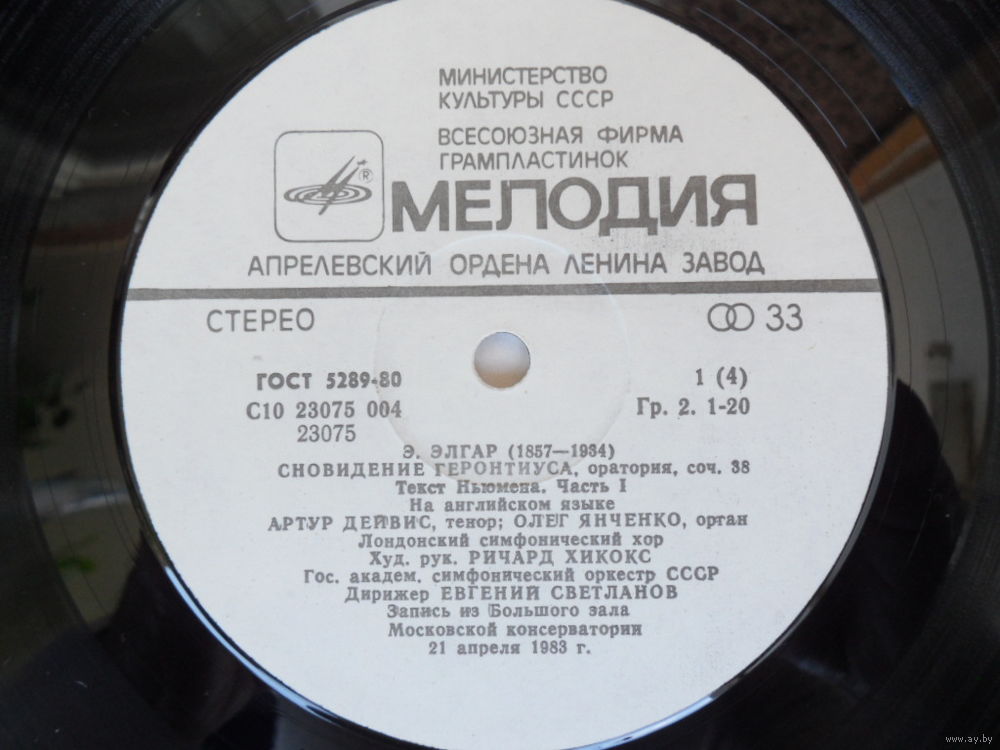 МИНИСТЕРСТВО
КУЛЬТУРЫ СССР
ВСЕСОЮЗНАЯ ФИРМА
ГРАМПЛАСТИНОК
®
МЕЛОДИЯ
АПРЕЛЕВСКИЙ ОРДЕНА ЛЕНИНА ЗАВОД
СТЕРЕО 33
ГОСТ 5289-80 1 (4)
С10 23075 004 Гр. 2. 1-20
23075
Э. ЭЛГАР (1857—1934)
СНОВИДЕНИЕ ГЕРОНТИУСА, оратория, соч. 38
Текст Ньюмена. Часть I
На английском языке
АРТУР ДЕЙВИС, тенор; ОЛЕГ ЯНЧЕНКО, орган
Лондонский симфонический хор
Худ. рук. РИЧАРД ХИКОКС
Гос. академ. симфонический оркестр СССР
Дирижер ЕВГЕНИЙ СВЕТЛАНОВ
Запись из Большого зала
Московской консерватории
21 апреля 1983 г.
www.ay.by